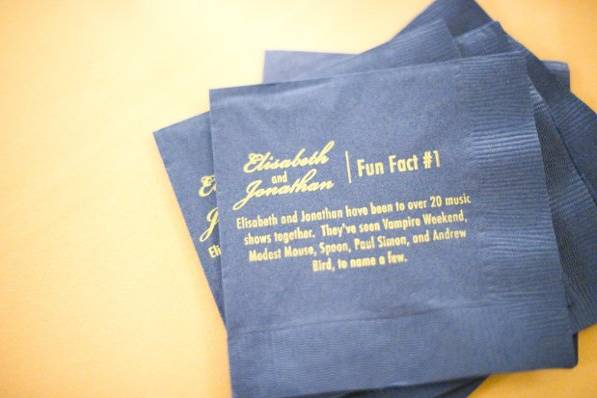 Elisabeth
and
Jonathan
Fun Fact #1
Elisabeth and Jonathan have been to over 20 music
shows together. They've seen Vampire Weekend,
Modest Mouse, Spoon, Paul Simon, and Andrew
Bird, to name a few.
E
J
Eli